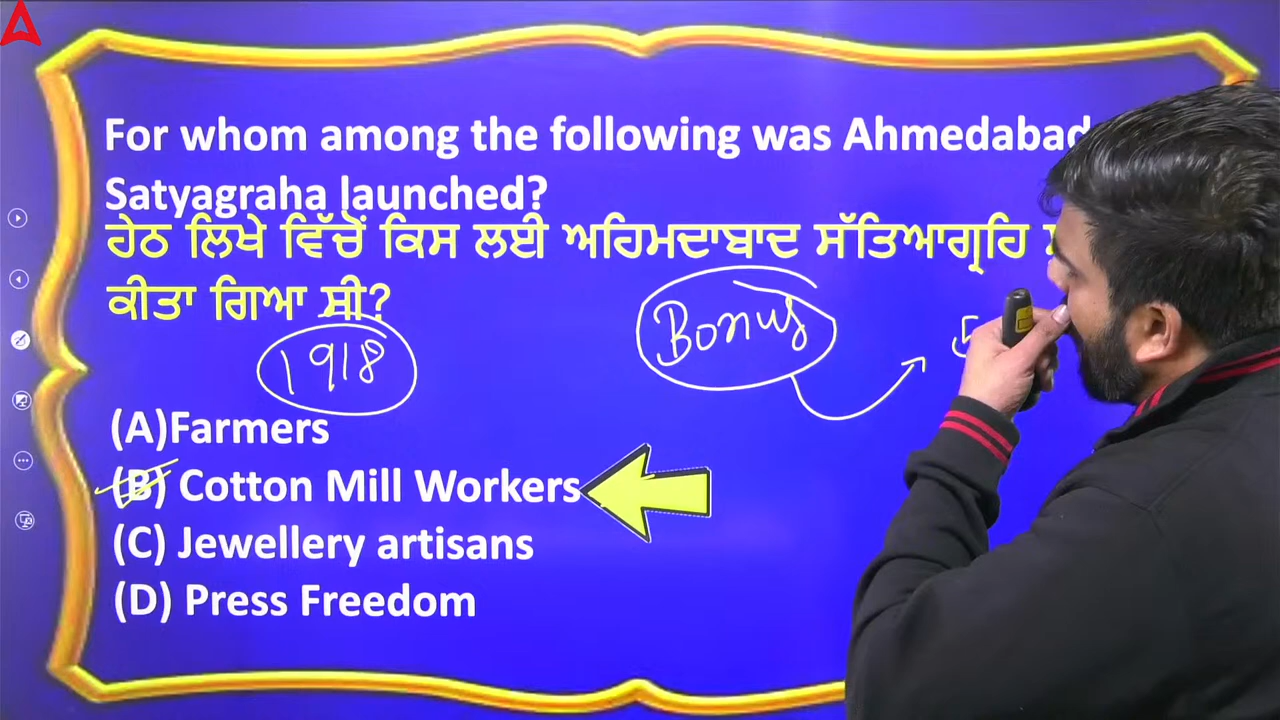 For whom among the following was Ahmedabad
Satyagraha launched?
ਹੇਠ ਲਿਖੇ ਵਿੱਚੋਂ ਕਿਸ ਲਈ ਅਹਿਮਦਾਬਾਦ ਸੱਤਿਆਗ੍ਰਹਿ
ਕੀਤਾ ਗਿਆ ਸੀ?
Bonus
5
1918
(A)Farmers
(B) Cotton Mill Workers
(C) Jewellery artisans
(D) Press Freedom